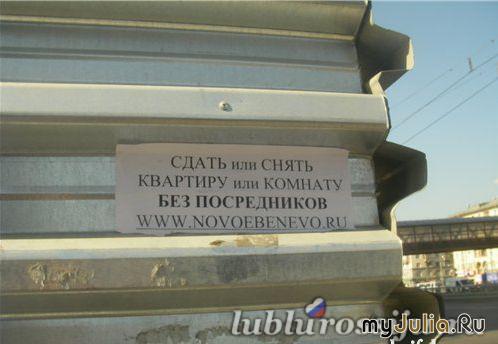 СДАТЬ или СНЯТЬ
КВАРТИРУ или КОМНАТУ
БЕЗ ПОСРЕДНИКОВ
WWW.NOVOEBENEVO.RU
myJulia.Ru